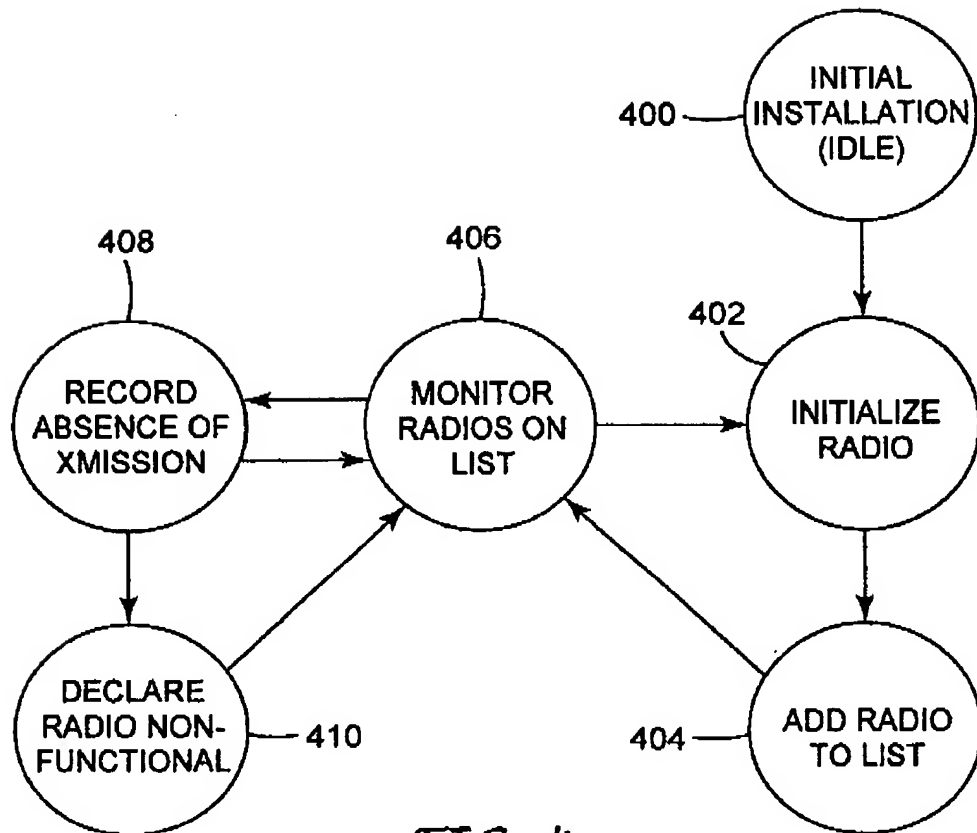 INITIAL
INSTALLATION
(IDLE)
400
408
406
402
RECORD
ABSENCE OF
XMISSION
MONITOR
RADIOS ON
LIST
INITIALIZE
RADIO
DECLARE
RADIO NON-
FUNCTIONAL
410
404
ADD RADIO
TO LIST